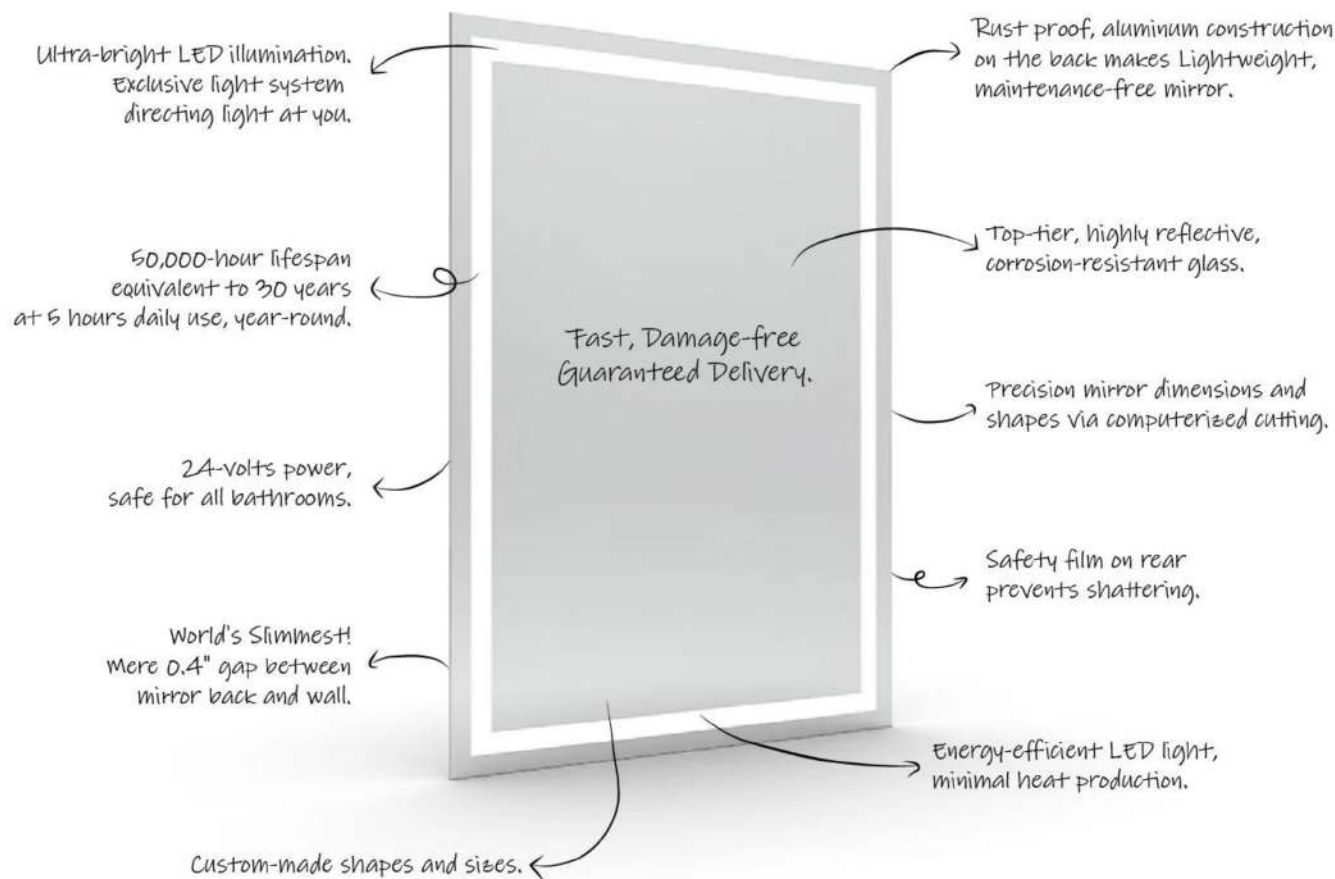 Ultra-bright LED illumination.
Exclusive light system
directing light at you.
50,000-hour lifespan
equivalent to 30 years
at 5 hours daily use, year-round.
24-volts power,
safe for all bathrooms.
World's Slimmest!
Mere 0.4" gap between
mirror back and wall.
Custom-made shapes and sizes.
Fast, Damage-free
Guaranteed Delivery.
Rust proof, aluminum construction
on the back makes Lightweight,
maintenance-free mirror.
Top-tier, highly reflective,
corrosion-resistant glass.
Precision mirror dimensions and
shapes via computerized cutting.
Safety film on rear
prevents shattering.
Energy-efficient LED light,
minimal heat production.